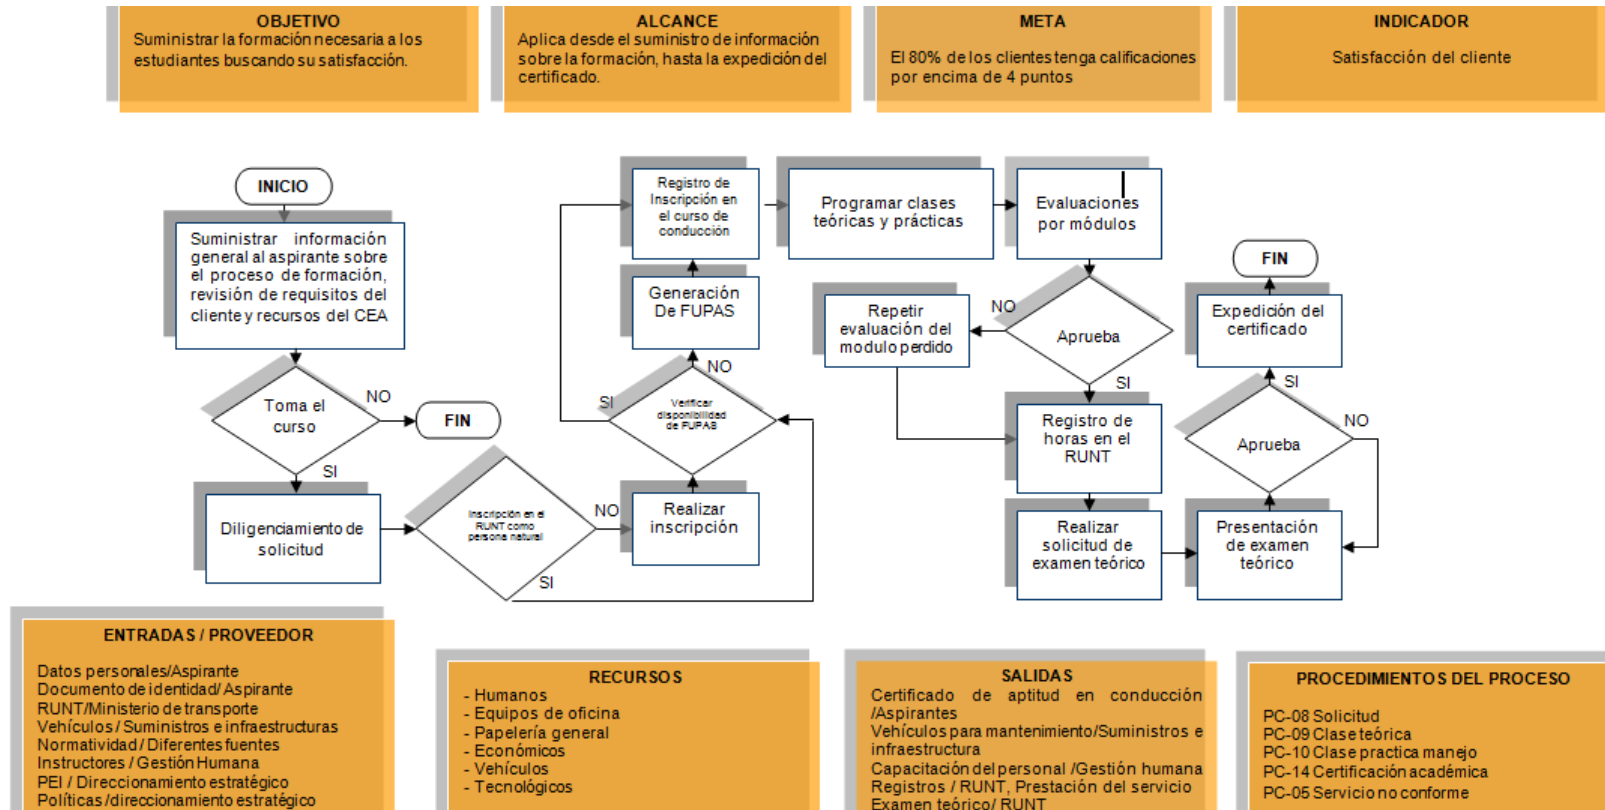 OBJETIVO
Suministrar la formación necesaria a los
estudiantes buscando su satisfacción.
ALCANCE
Aplica desde el suministro de información
sobre la formación, hasta la expedición del
certificado.
META
El 80% de los clientes tenga calificaciones
por encima de 4 puntos
INDICADOR
Satisfacción del cliente
INICIO
Suministrar información
general al aspirante sobre
el proceso de formación,
revisión de requisitos del
cliente y recursos del CEA
Toma el
curso
NO
FIN
SI
Diligenciamiento de
solicitud
Inscripción en el
RUNT como
persona natural
NO
SI
Realizar
inscripción
Verificar
disponibilidad
de FUPAS
SI
NO
Generación
De FUPAS
Registro de
Inscripción en
el curso de
conducción
Programar clases
teóricas y prácticas
Evaluaciones
por módulos
Aprueba
NO
SI
Repetir
evaluación del
modulo perdido
Registro de
horas en el
RUNT
Realizar
solicitud de
examen teórico
Presentación
de examen
teórico
Aprueba
NO
SI
Expedición del
certificado
FIN
ENTRADAS / PROVEEDOR
Datos personales/Aspirante
Documento de identidad/ Aspirante
RUNT/Ministerio de transporte
Vehículos / Suministros e infraestructuras
Normatividad / Diferentes fuentes
Instructores / Gestión Humana
PEI / Direccionamiento estratégico
Políticas /direccionamiento estratégico
RECURSOS
- Humanos
- Equipos de oficina
- Papelería general
- Económicos
- Vehículos
- Tecnológicos
SALIDAS
Certificado de aptitud en conducción
/Aspirantes
Vehículos para mantenimiento/Suministros e
infraestructura
Capacitación del personal /Gestión humana
Registros / RUNT, Prestación del servicio
Examen teórico/ RUNT
PROCEDIMIENTOS DEL PROCESO
PC-08 Solicitud
PC-09 Clase teórica
PC-10 Clase practica manejo
PC-14 Certificación académica
PC-05 Servicio no conforme